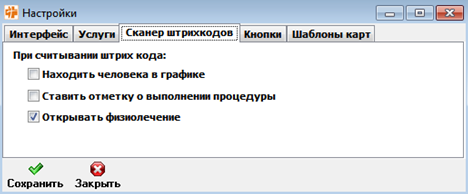 Настройки
Интерфейс Услуги Сканер штрихкодов Кнопки Шаблоны карт
При считывании штрих кода:
Находить человека в графике
Ставить отметку о выполнении процедуры
Открывать физиолечение
Сохранить Закрыть